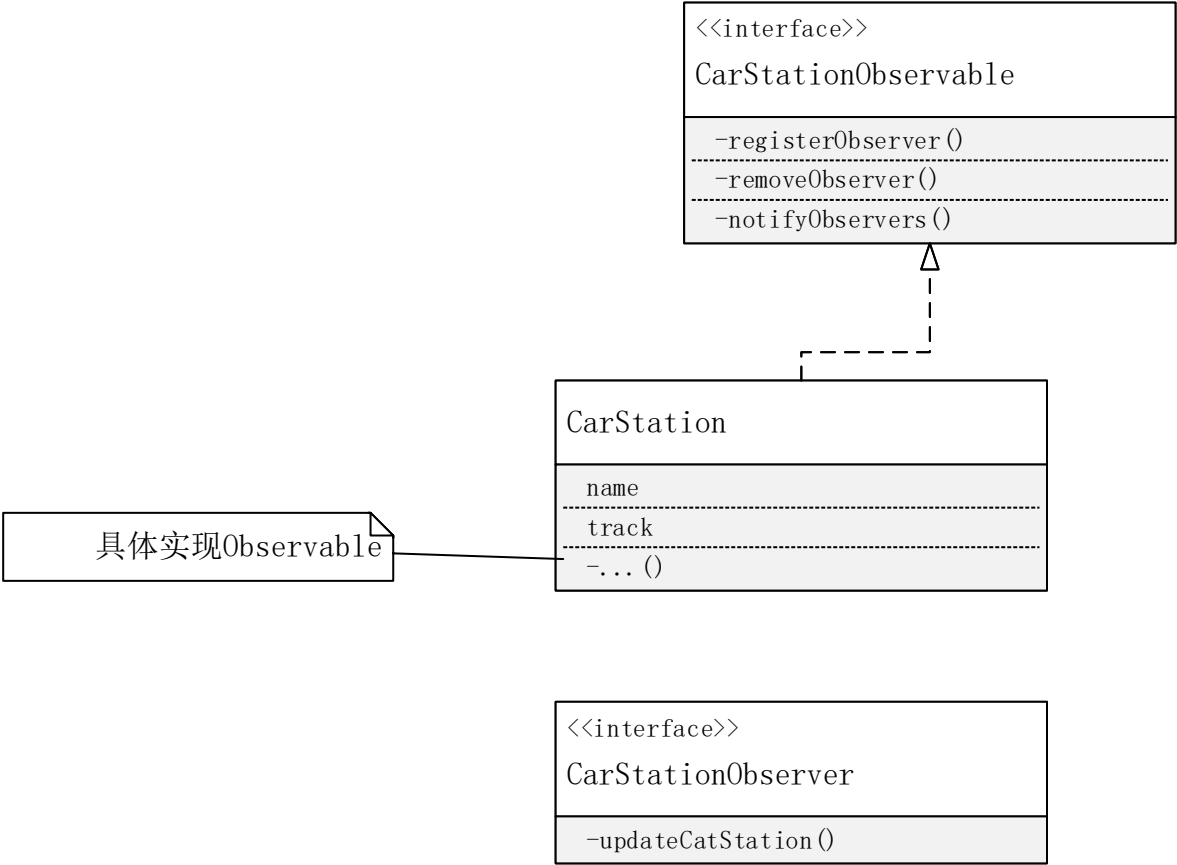 <<interface>>
CarStationObservable
-registerObserver()
-removeObserver()
-notifyObservers()
CarStation
name
track
-...()
具体实现Observable
<<interface>>
CarStationObserver
-updateCatStation()